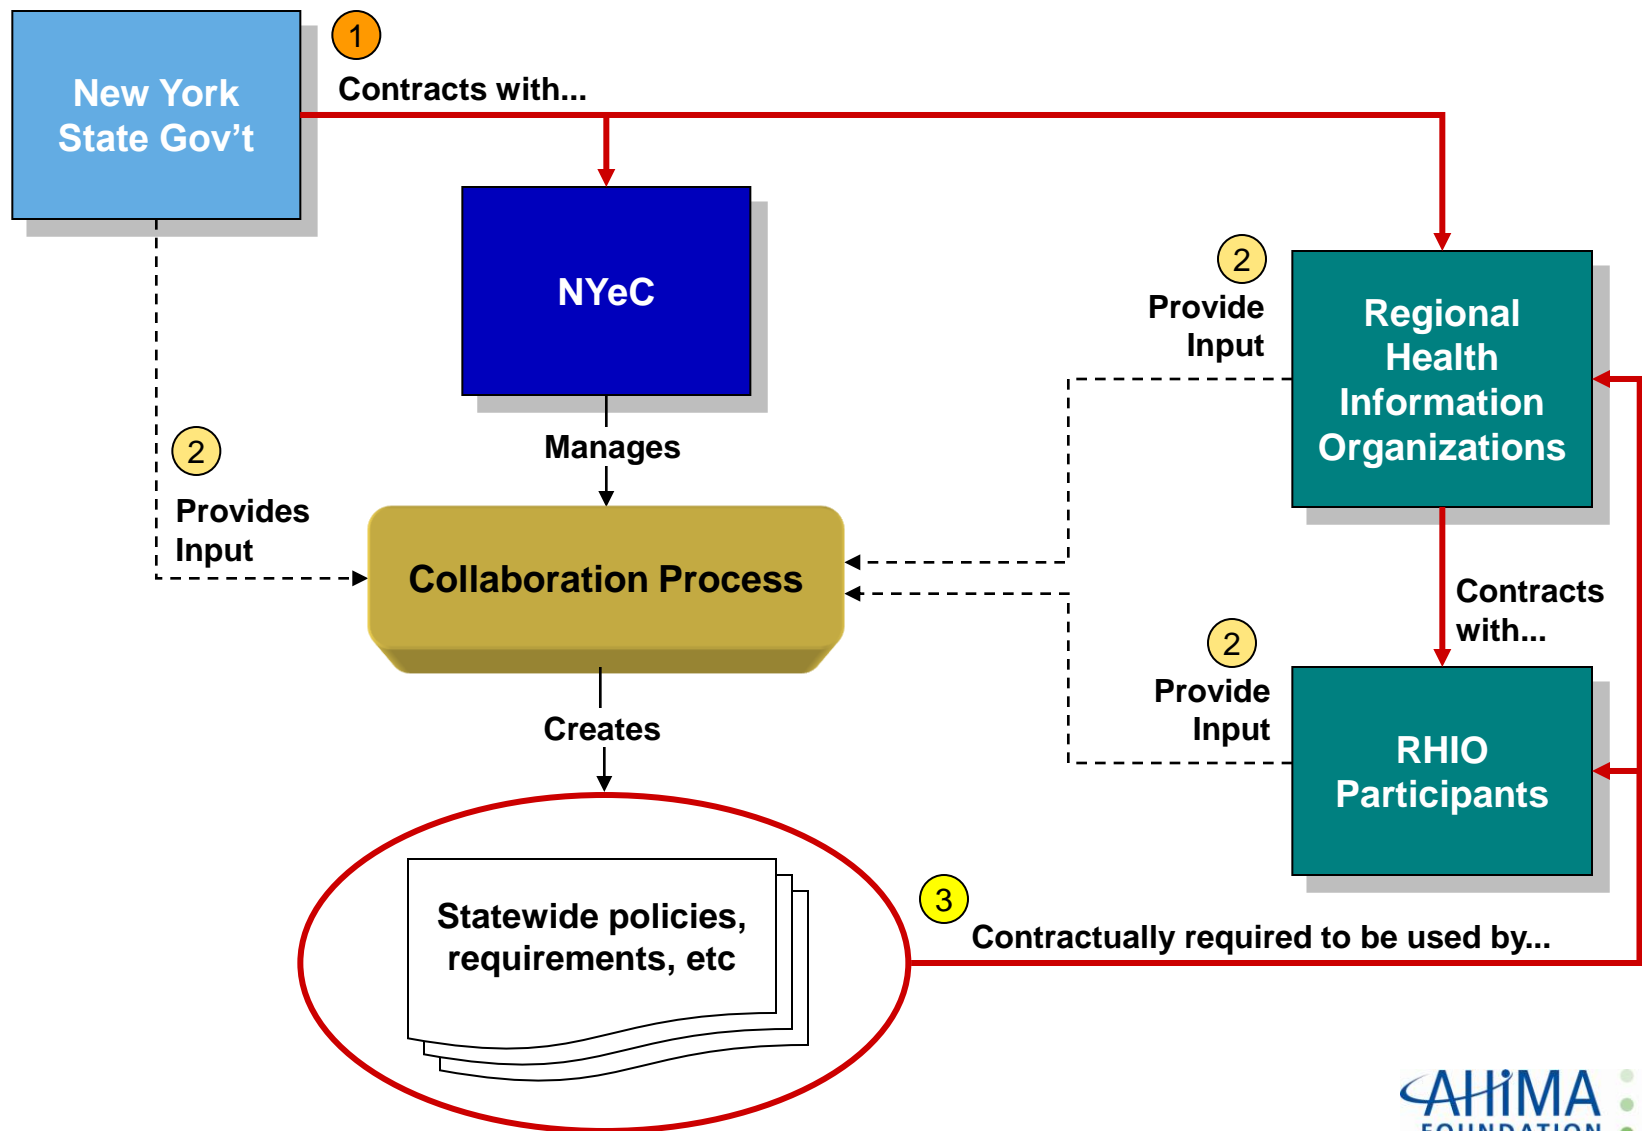 New York
State Gov’t
1
Contracts with...
NYeC
Manages
2
Provides
Input
Collaboration Process
Creates
Statewide policies,
requirements, etc
2
Provide
Input
Regional
Health
Information
Organizations
Contracts
with...
2
Provide
Input
RHIO
Participants
3
Contractually required to be used by...
AHiMA
FOUNDATION